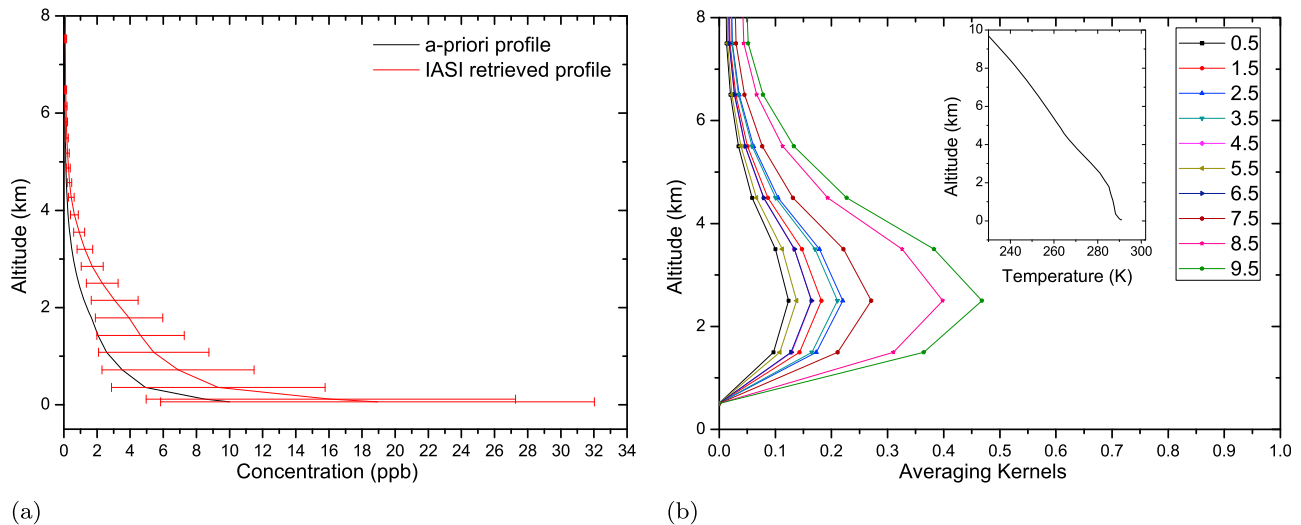 a-priori profile
IASI retrieved profile
8
6
4
2
0
Altitude (km)
0 2 4 6 8 10 12 14 16 18 20 22 24 26 28 30 32 34
Concentration (ppb)
(a)
8
6
4
2
0
Altitude (km)
0.0 0.1 0.2 0.3 0.4 0.5 0.6 0.7 0.8 0.9 1.0
Averaging Kernels
10
8
6
4
2
0
Altitude (km)
240 260 280 300
Temperature (K)
0.5
1.5
2.5
3.5
4.5
5.5
6.5
7.5
8.5
9.5
(b)